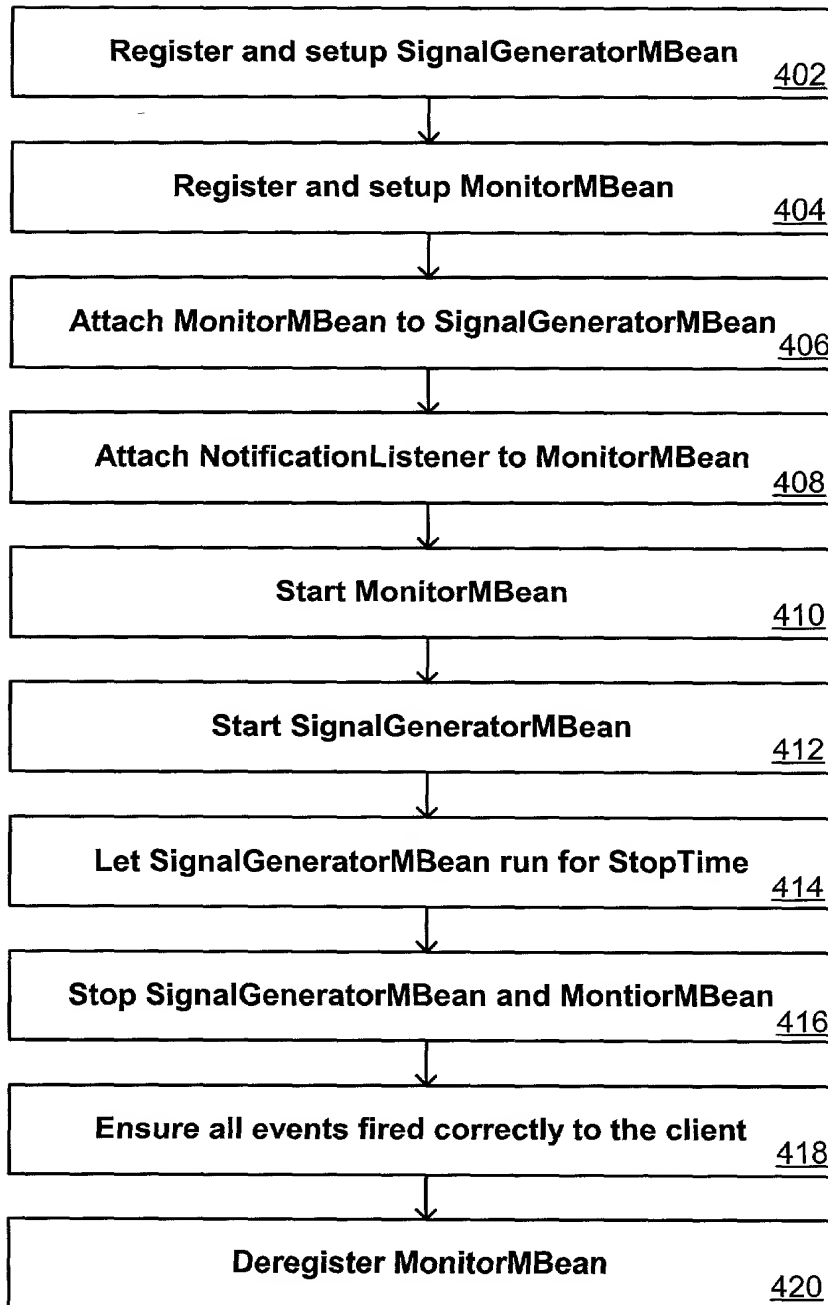 Register and setup SignalGeneratorMBean
402
Register and setup MonitorMBean
404
Attach MonitorMBean to SignalGeneratorMBean
406
Attach NotificationListener to MonitorMBean
408
Start MonitorMBean
410
Start SignalGeneratorMBean
412
Let SignalGeneratorMBean run for StopTime
414
Stop SignalGeneratorMBean and MontiorMBean
416
Ensure all events fired correctly to the client
418
Deregister MonitorMBean
420